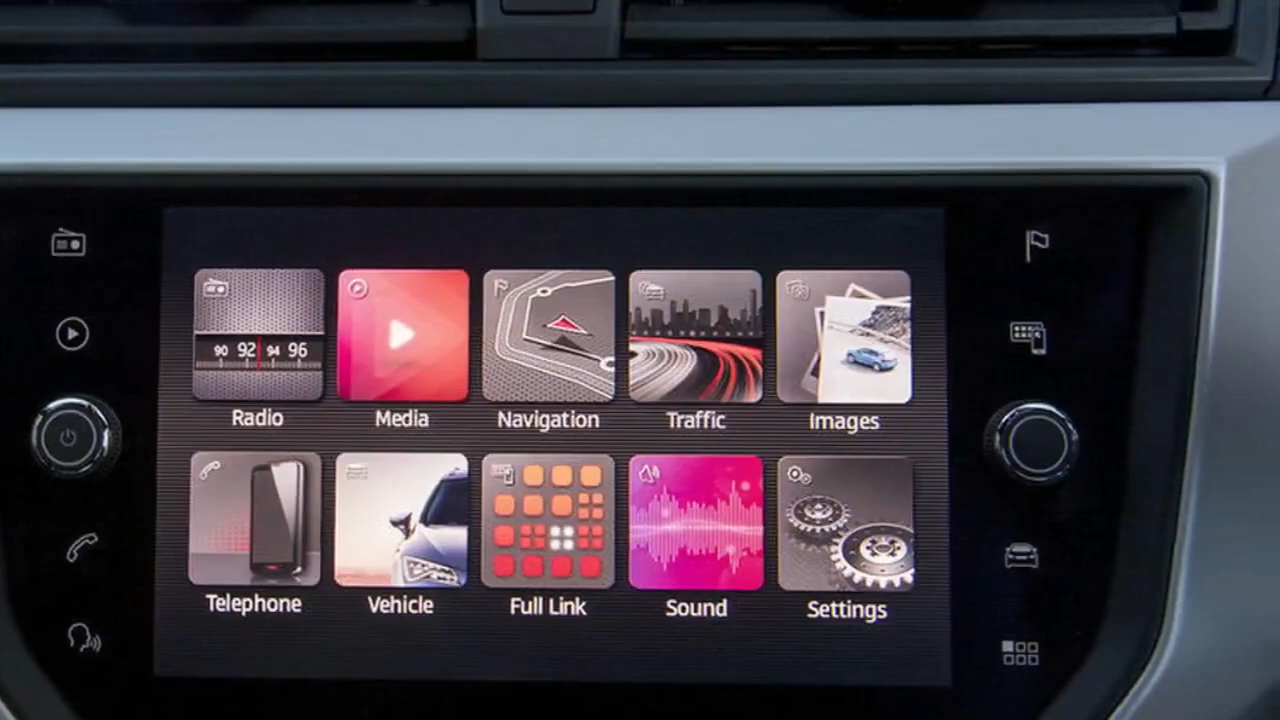 90 92 94 96
Radio
Media
Navigation
Traffic
Images
Telephone
Vehicle
Full Link
Sound
Settings